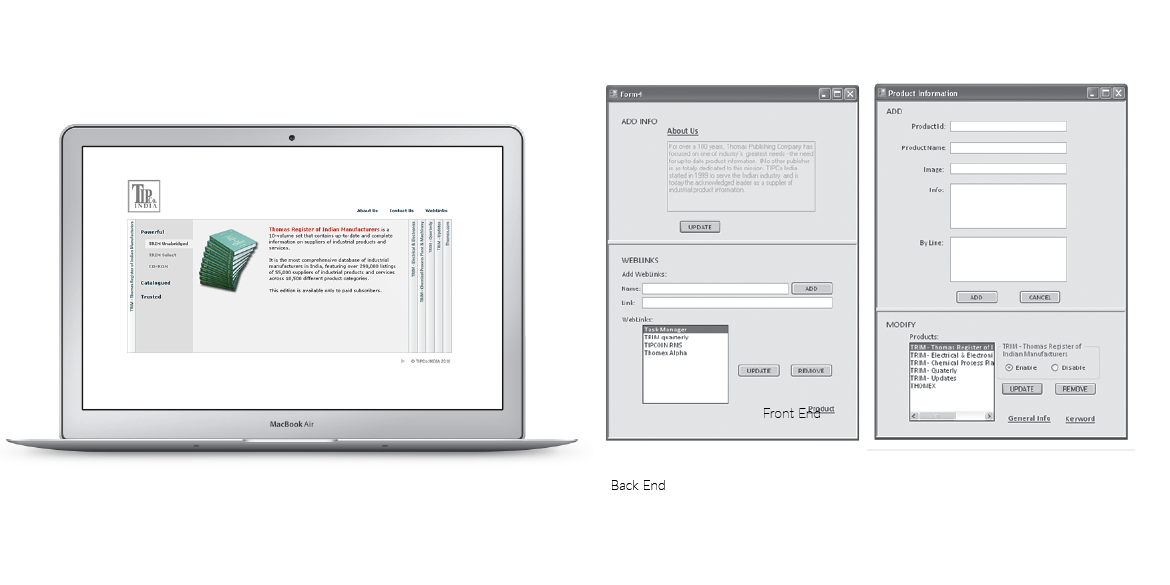 TIPCo.
INDIA
About Us Contact Us WebLinks
TRIM - Thomas Register of Indian Manufacturers
Powerful
TRIM Unabridged
TRIM Select
CD-ROM
Catalogued
Trusted
Thomas Register of Indian Manufacturers is a
10-volume set that contains up-to-date and complete
information on suppliers of industrial products and
services.
It is the most comprehensive database of industrial
manufacturers in India, featuring over
of 55,000 suppliers of industrial products and services
across 10,500 different product categories.
This edition is available only to paid subscribers.
TRIM - Electrical & Electronics
TRIM - Chemical Process Plant & Machinery
TRIM - Quarterly
TRIM - Updates
Thomex.com
© TIPCo INDIA 2010
MacBook Air
Form4
ADD INFO
About Us
For over a 100 years, Thomas Publishing Company has
focused on one of industry's greatest needs - the need
for up-to-date product information. No other publisher
is as totally dedicated to this mission. TIPCo India
started in 1989 to serve the Indian industry and is
today the acknowledged leader as a supplier of
industrial product information.
UPDATE
WEBLINKS
Add Weblinks:
Name: ADD
Link:
WebLinks:
Task Manager
TRIM quarterly
TIPCOIN RMS
Thomex Alpha
UPDATE REMOVE
Product
Front End
Product Information
ADD
ProductId:
ProductName:
Image:
Info:
By Line:
ADD CANCEL
MODIFY
Products:
TRIM - Thomas Register of I
TRIM - Electrical & Electroni
TRIM - Chemical Process Pla
TRIM - Quaterly
TRIM - Updates
THOMEX
TRIM - Thomas Register of
Indian Manufacturers
Enable Disable
UPDATE REMOVE
General Info Keyword
Back End